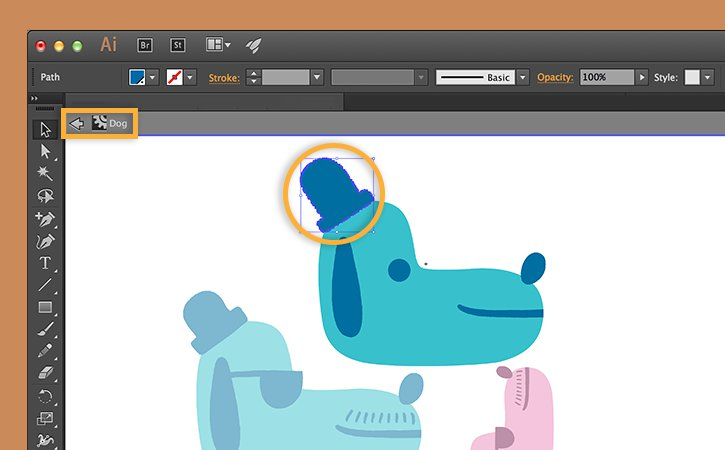 Ai Br St
Path Stroke: Basic Opacity: 100% Style:
Dog
T